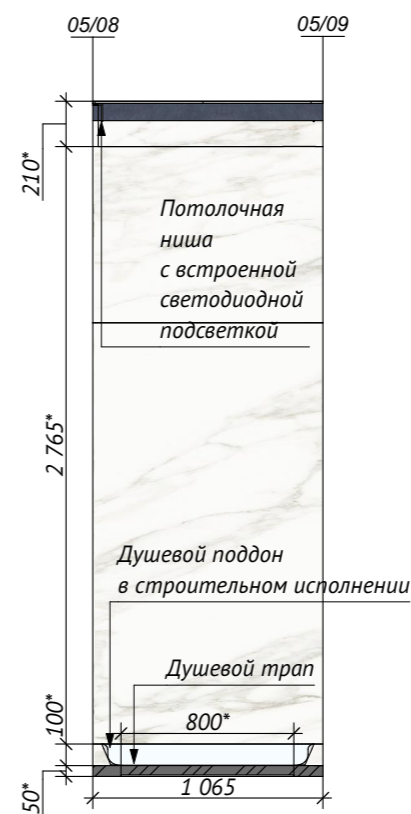 05/08
05/09
210*
Потолочная
ниша
с встроенной
светодиодной
подсветкой
2 765*
Душевой поддон
в строительном исполнении
Душевой трап
100*
800*
50*
1 065